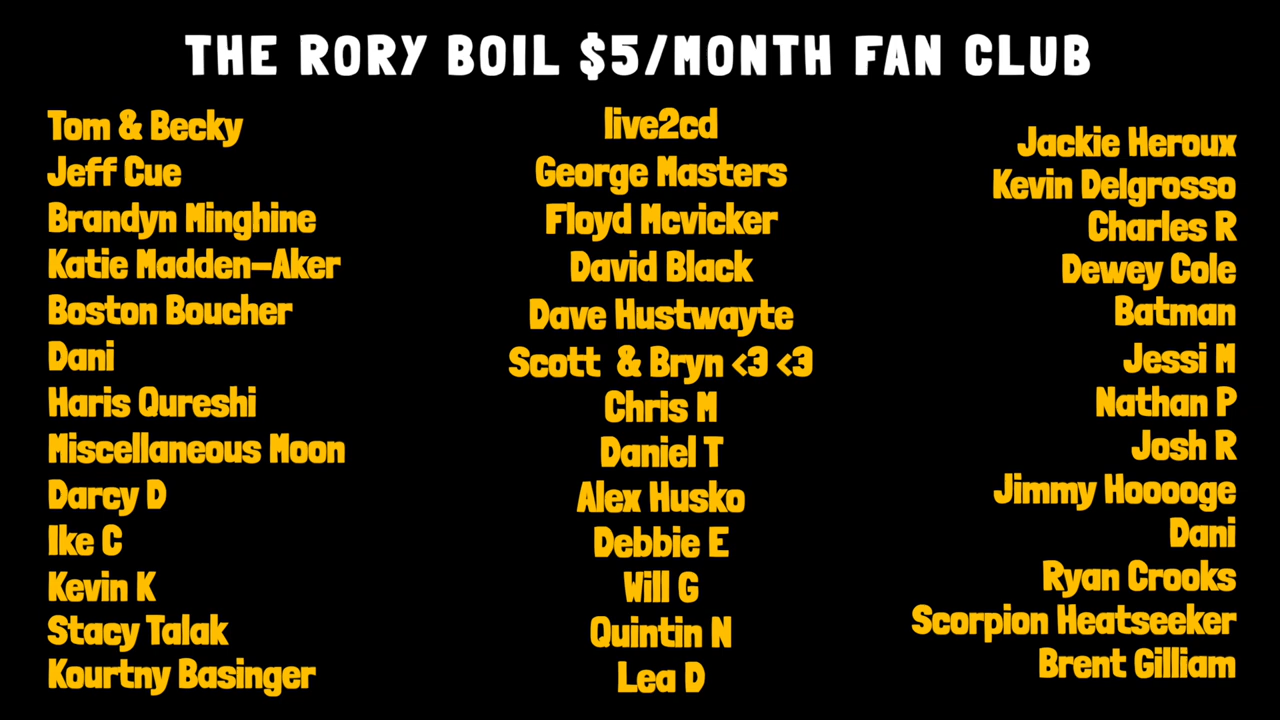 THE RORY BOIL $5/MONTH FAN CLUB
Tom & Becky
Jeff Cue
Brandyn Minghine
Katie Madden-Aker
Boston Boucher
Dani
Haris Qureshi
Miscellaneous Moon
Darcy D
Ike C
Kevin K
Stacy Talak
Kourtny Basinger
live2cd
George Masters
Floyd Mcvicker
David Black
Dave Hustwayte
Scott & Bryn <3 <3
Chris M
Daniel T
Alex Husko
Debbie E
Will G
Quintin N
Lea D
Jackie Heroux
Kevin Delgrosso
Charles R
Dewey Cole
Batman
Jessi M
Nathan P
Josh R
Jimmy Hooooge
Dani
Ryan Crooks
Scorpion Heatseeker
Brent Gilliam